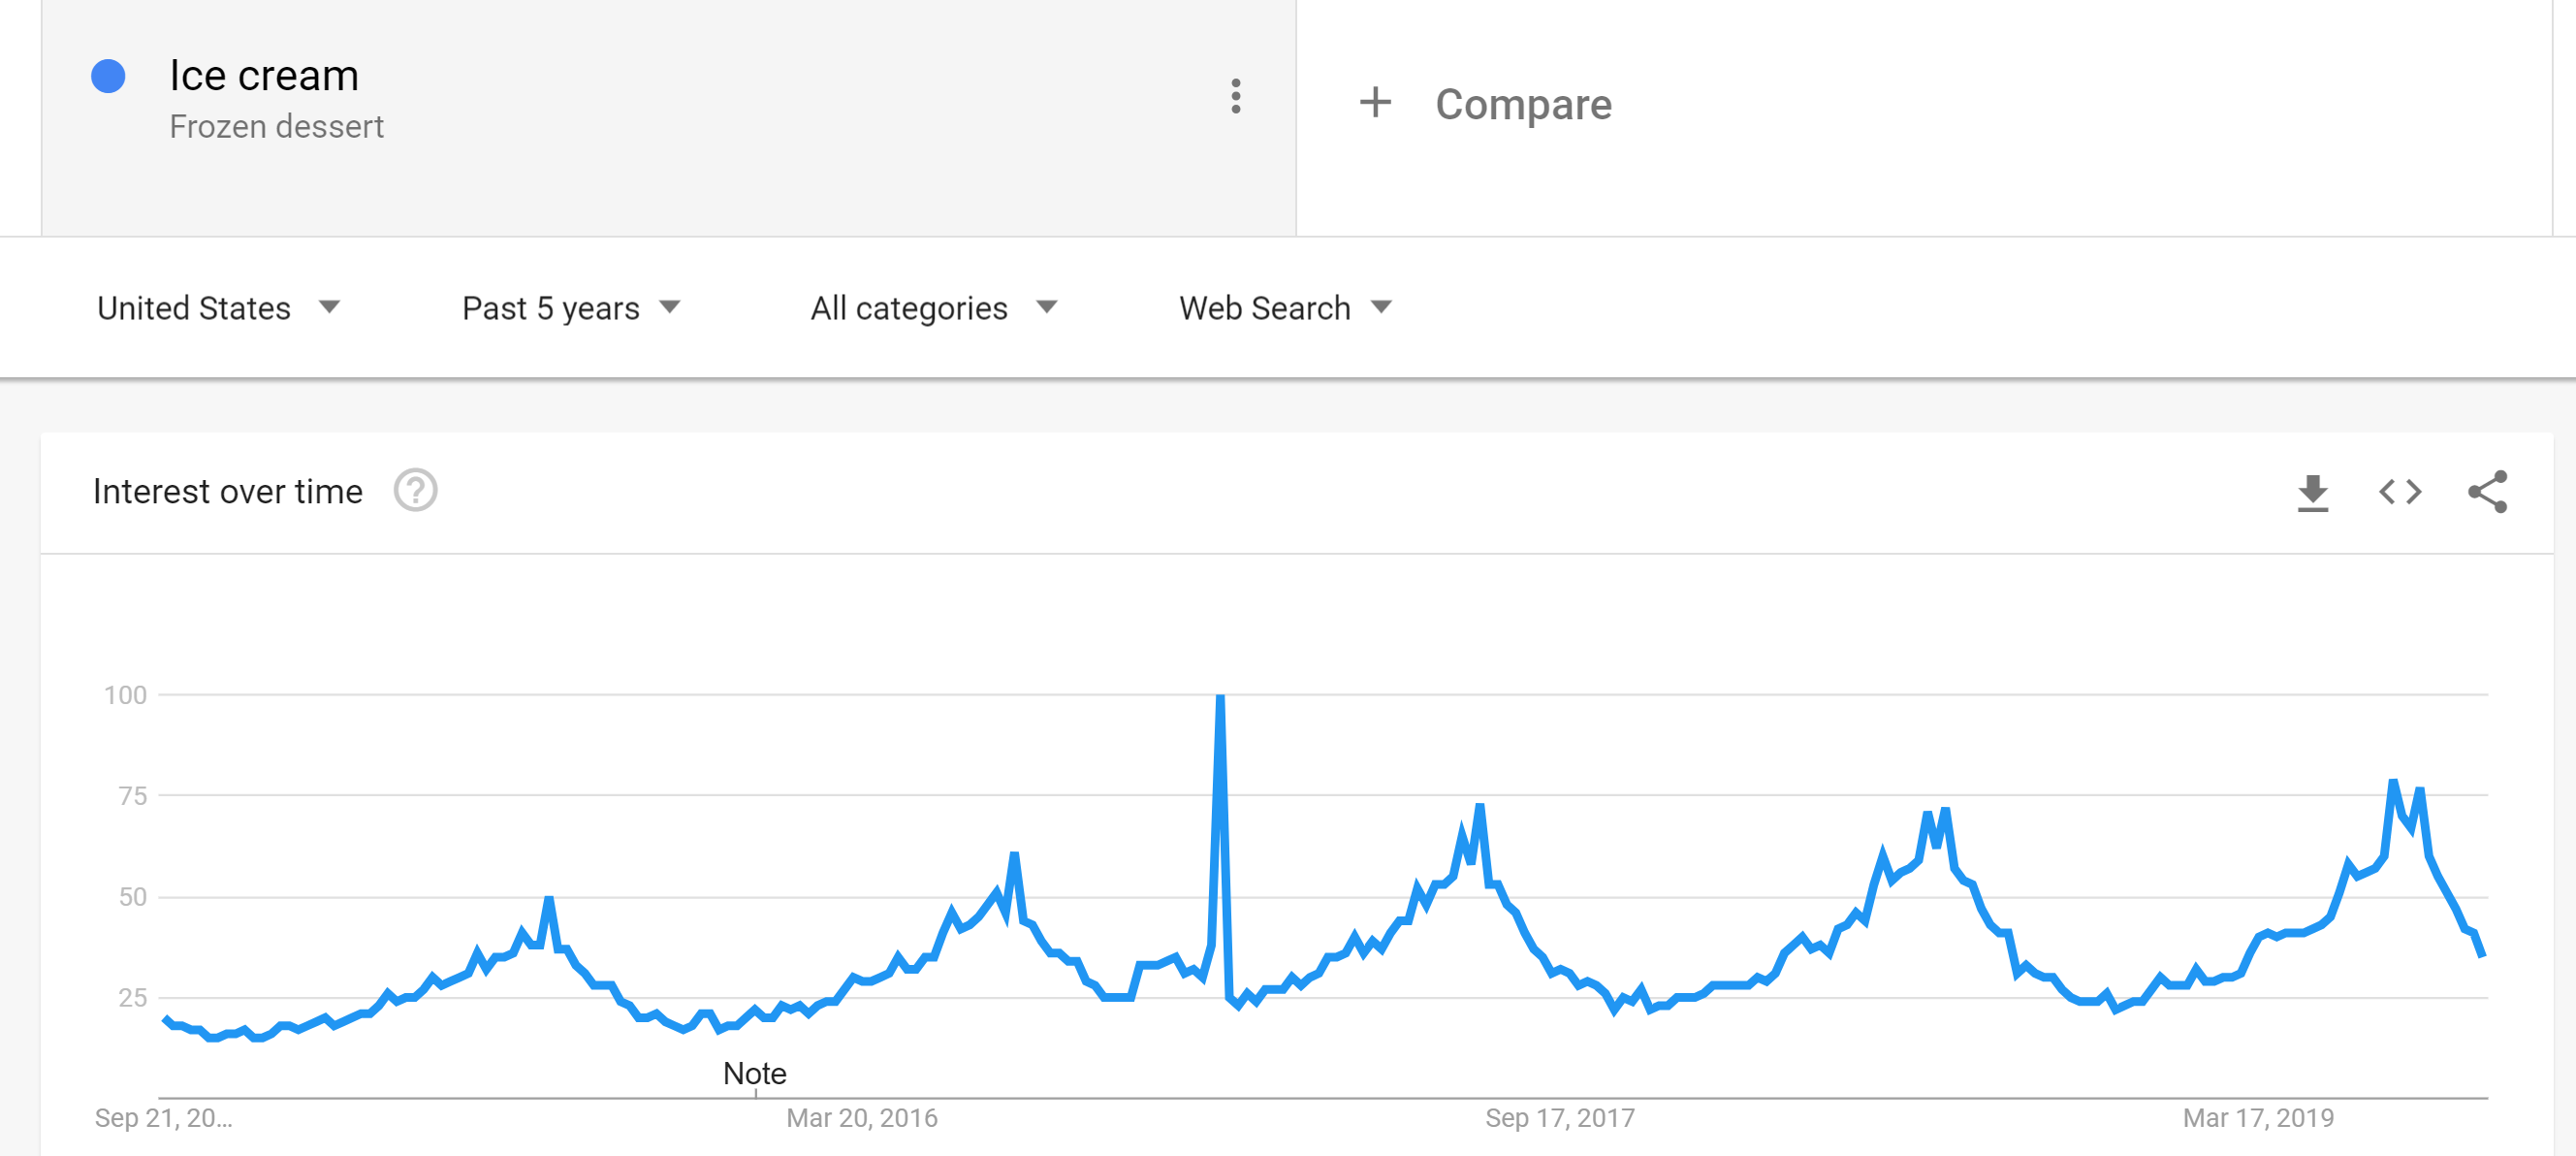 Ice cream
Frozen dessert
+ Compare
United States Past 5 years All categories Web Search
Interest over time ?
100
75
50
25
Note
Sep 21, 20... Mar 20, 2016 Sep 17, 2017 Mar 17, 2019